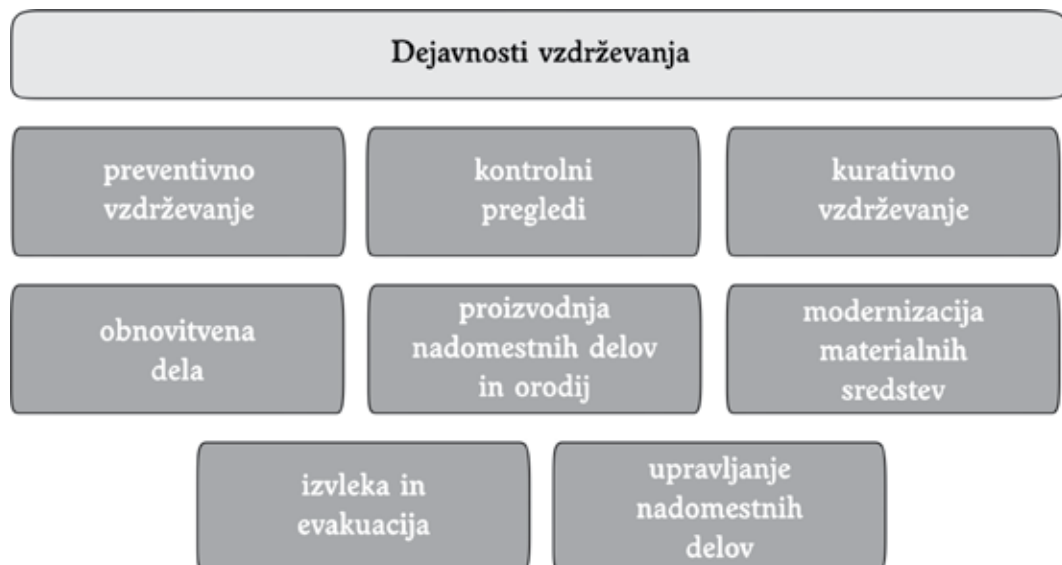 Dejavnosti vzdrževanja
preventivno
vzdrževanje
kontrolni
pregledi
kurativno
vzdrževanje
obnovitvena
dela
proizvodnja
nadomestnih delov
in orodij
modernizacija
materialnih
sredstev
izvleka in
evakuacija
upravljanje
nadomestnih
delov